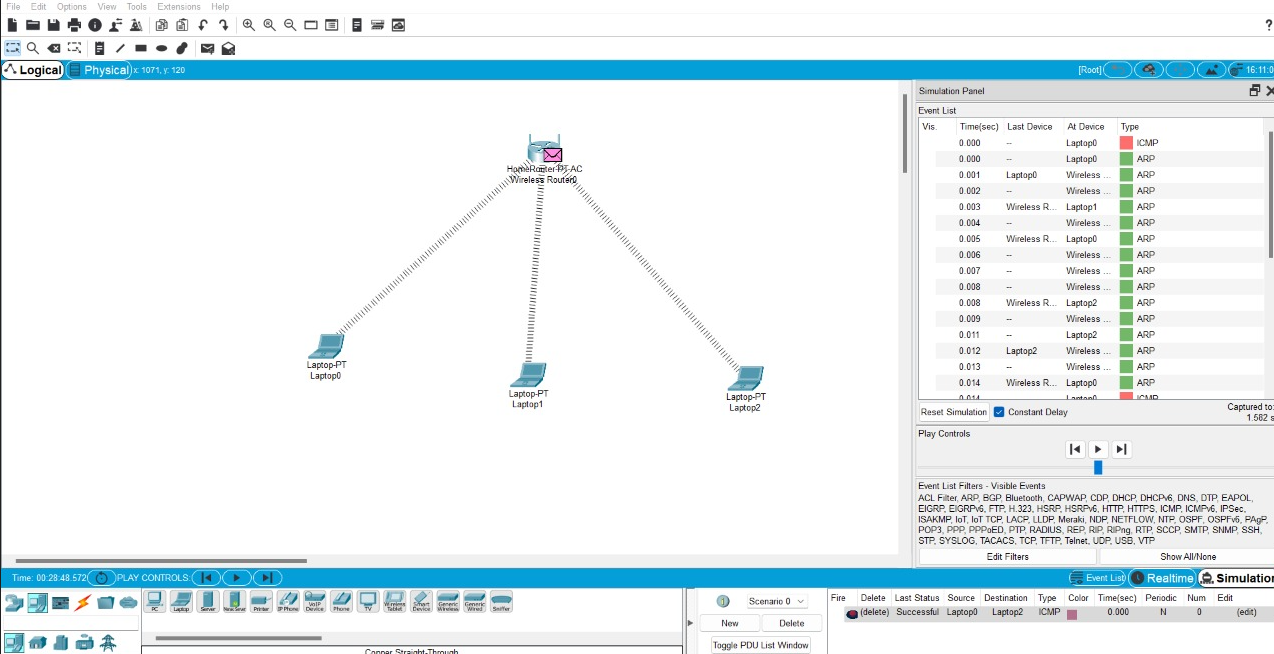 File Edit Options View Tools Extensions Help
?
Logical Physical x: 1071, y: 120 [Root] 16:11:0
Simulation Panel
Event List
Vis. Time(sec) Last Device At Device Type
0.000 -- Laptop0 ICMP
0.000 -- Laptop0 ARP
0.001 Laptop0 Wireless ... ARP
0.002 -- Wireless ... ARP
0.003 Wireless R... Laptop1 ARP
0.004 -- Wireless ... ARP
0.005 Wireless R... Laptop0 ARP
0.006 -- Wireless ... ARP
0.007 -- Wireless ... ARP
0.008 -- Wireless ... ARP
0.008 Wireless R... Laptop2 ARP
0.009 -- Wireless ... ARP
0.011 -- Laptop2 ARP
0.012 Laptop2 Wireless ... ARP
0.013 -- Wireless ... ARP
0.014 Wireless R... Laptop0 ARP
0.014 -- Laptop0 ICMP
HomeRouter-PT-AC
Wireless Router0
Laptop-PT
Laptop0
Laptop-PT
Laptop1
Laptop-PT
Laptop2
Reset Simulation Constant Delay Captured to:
1.582 s
Play Controls
Event List Filters - Visible Events
ACL Filter, ARP, BGP, Bluetooth, CAPWAP, CDP, DHCP, DHCPv6, DNS, DTP, EAPOL,
EIGRP, EIGRPv6, FTP, H.323, HSRP, HSRPv6, HTTP, HTTPS, ICMP, ICMPv6, IPSec,
ISAKMP, IoT, IoT TCP, LACP, LLDP, Meraki, NDP, NETFLOW, NTP, OSPF, OSPFv6, PAgP,
POP3, PPP, PPPoED, PTP, RADIUS, REP, RIP, RIPng, RTP, SCCP, SMTP, SNMP, SSH,
STP, SYSLOG, TACACS, TCP, TFTP, Telnet, UDP, USB, VTP
Edit Filters Show All/None
Time: 00:28:48.572 PLAY CONTROLS: Event List Realtime Simulation
PC Laptop Server Printer IP Phone VoIP Device Phone TV Wireless Tablet Smart Device Generic Wireless Generic Wired Sniffer
Copper Straight-Through
Scenario 0
New Delete
Toggle PDU List Window
Fire Delete Last Status Source Destination Type Color Time(sec) Periodic Num Edit
(delete) Successful Laptop0 Laptop2 ICMP 0.000 N 0 (edit)